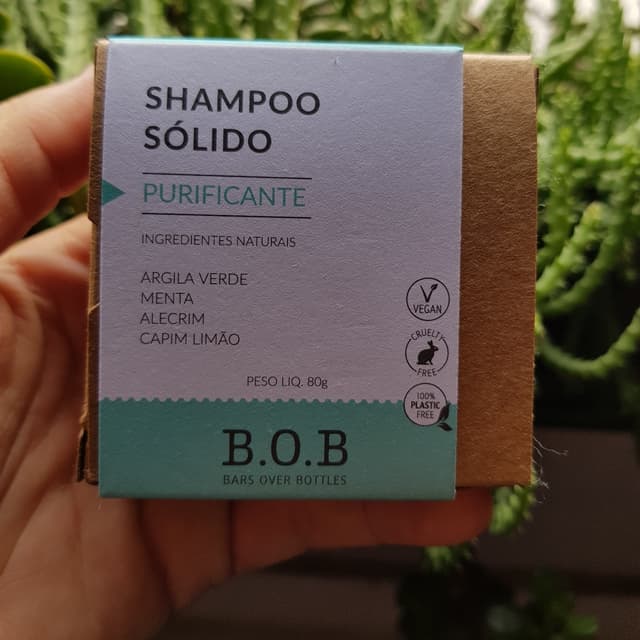 SHAMPOO
SÓLIDO
PURIFICANTE
INGREDIENTES NATURAIS
ARGILA VERDE
MENTA
ALECRIM
CAPIM LIMÃO
PESO LIQ. 80g
VEGAN
CRUELTY
FREE
100%
PLASTIC
FREE
B.O.B
BARS OVER BOTTLES